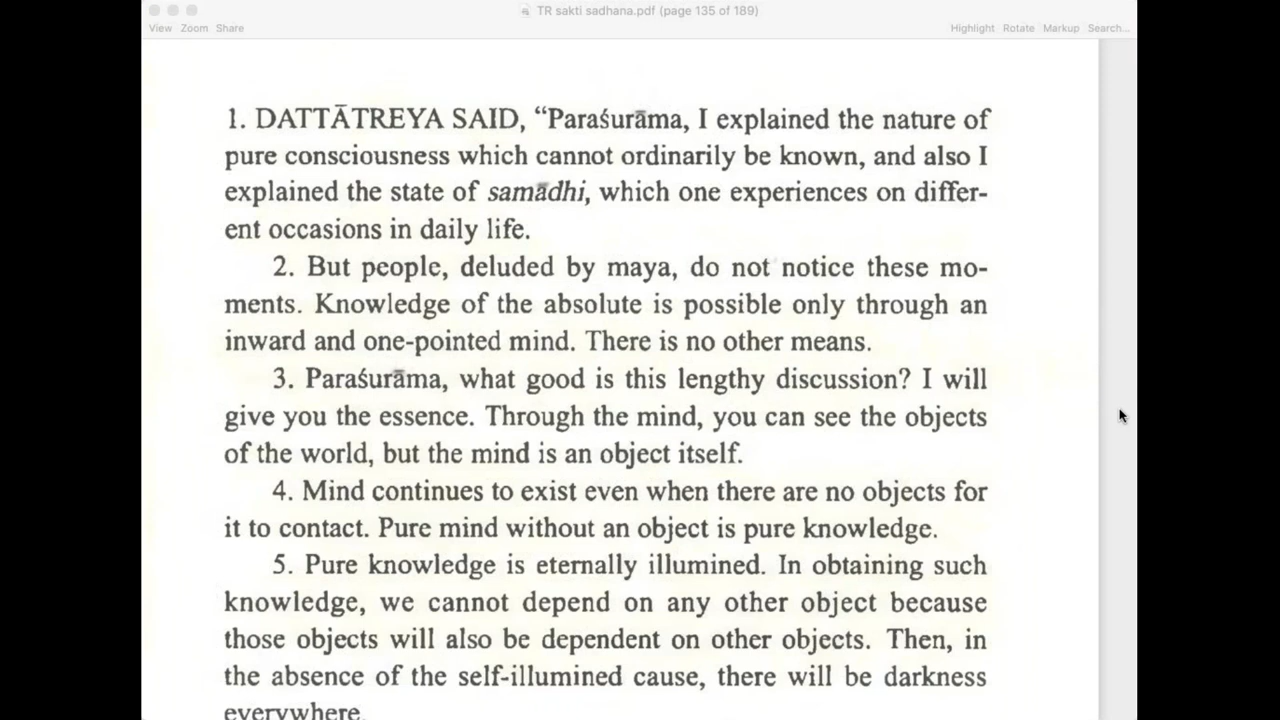 TR sakti sadhana.pdf (page 135 of 189)
View Zoom Share
Highlight Rotate Markup Search...
1. DATTĀTREYA SAID, “Paraśurāma, I explained the nature of
pure consciousness which cannot ordinarily be known, and also I
explained the state of samādhi, which one experiences on differ-
ent occasions in daily life.
2. But people, deluded by maya, do not notice these mo-
ments. Knowledge of the absolute is possible only through an
inward and one-pointed mind. There is no other means.
3. Paraśurāma, what good is this lengthy discussion? I will
give you the essence. Through the mind, you can see the objects
of the world, but the mind is an object itself.
4. Mind continues to exist even when there are no objects for
it to contact. Pure mind without an object is pure knowledge.
5. Pure knowledge is eternally illumined. In obtaining such
knowledge, we cannot depend on any other object because
those objects will also be dependent on other objects. Then, in
the absence of the self-illumined cause, there will be darkness
everywhere.